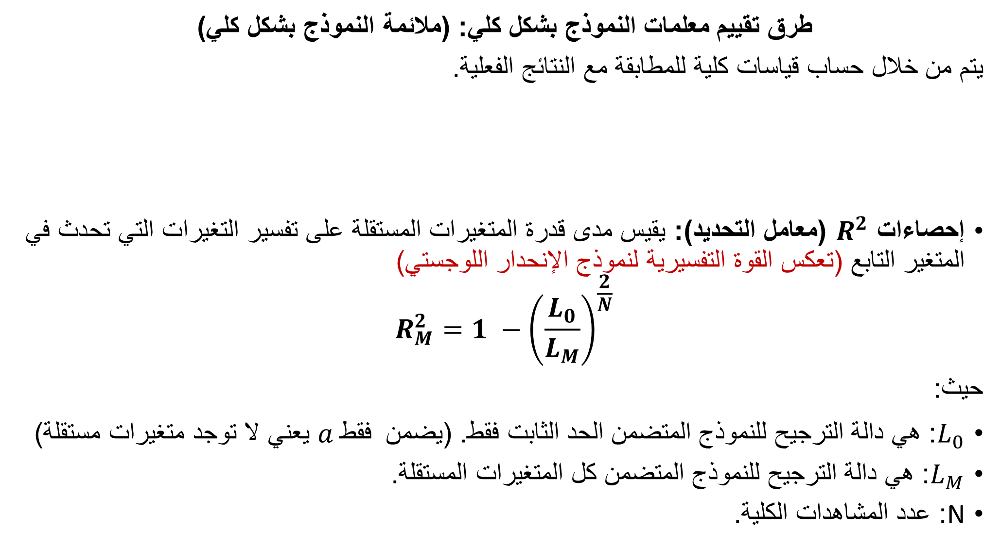 طرق تقييم معلمات النموذج بشكل كلي: (ملائمة النموذج بشكل كلي)
يتم من خلال حساب قياسات كلية للمطابقة مع النتائج الفعلية.
• إحصاءات R² (معامل التحديد): يقيس مدى قدرة المتغيرات المستقلة على تفسير التغيرات التي تحدث في
المتغير التابع (تعكس القوة التفسيرية لنموذج الإنحدار اللوجستي)
$R_M^2 = 1 - \left(\frac{L_0}{L_M}\right)^{\frac{2}{N}}$
حيث:
• $L_0$: هي دالة الترجيح للنموذج المتضمن الحد الثابت فقط. (يضمن فقط $a$ يعني لا توجد متغيرات مستقلة)
• $L_M$: هي دالة الترجيح للنموذج المتضمن كل المتغيرات المستقلة.
• N: عدد المشاهدات الكلية.